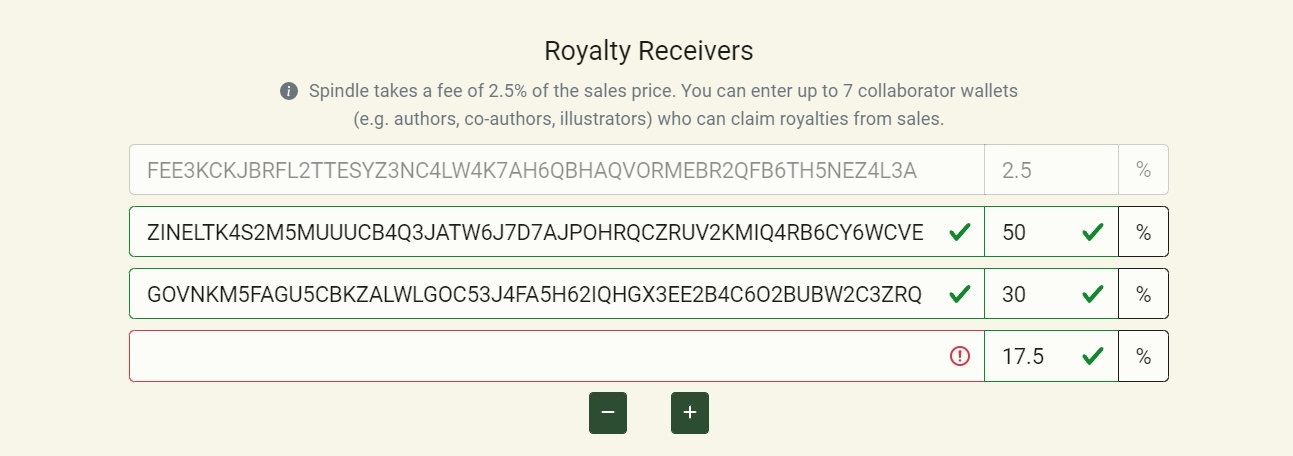 Royalty Receivers
Spindle takes a fee of 2.5% of the sales price. You can enter up to 7 collaborator wallets
(e.g. authors, co-authors, illustrators) who can claim royalties from sales.
FEE3KCKJBRFL2TTESYZ3NC4LW4K7AH6QBHAQVORMEBR2QFB6TH5NEZ4L3A 2.5 %
ZINELTK4S2M5MUUUCB4Q3JATW6J7D7AJPOHRQCZRUV2KMIQ4RB6CY6WCVE 50 %
GOVNKM5FAGU5CBKZALWLGOC53J4FA5H62IQHGX3EE2B4C6O2BUBW2C3ZRQ 30 %
17.5 %
− +